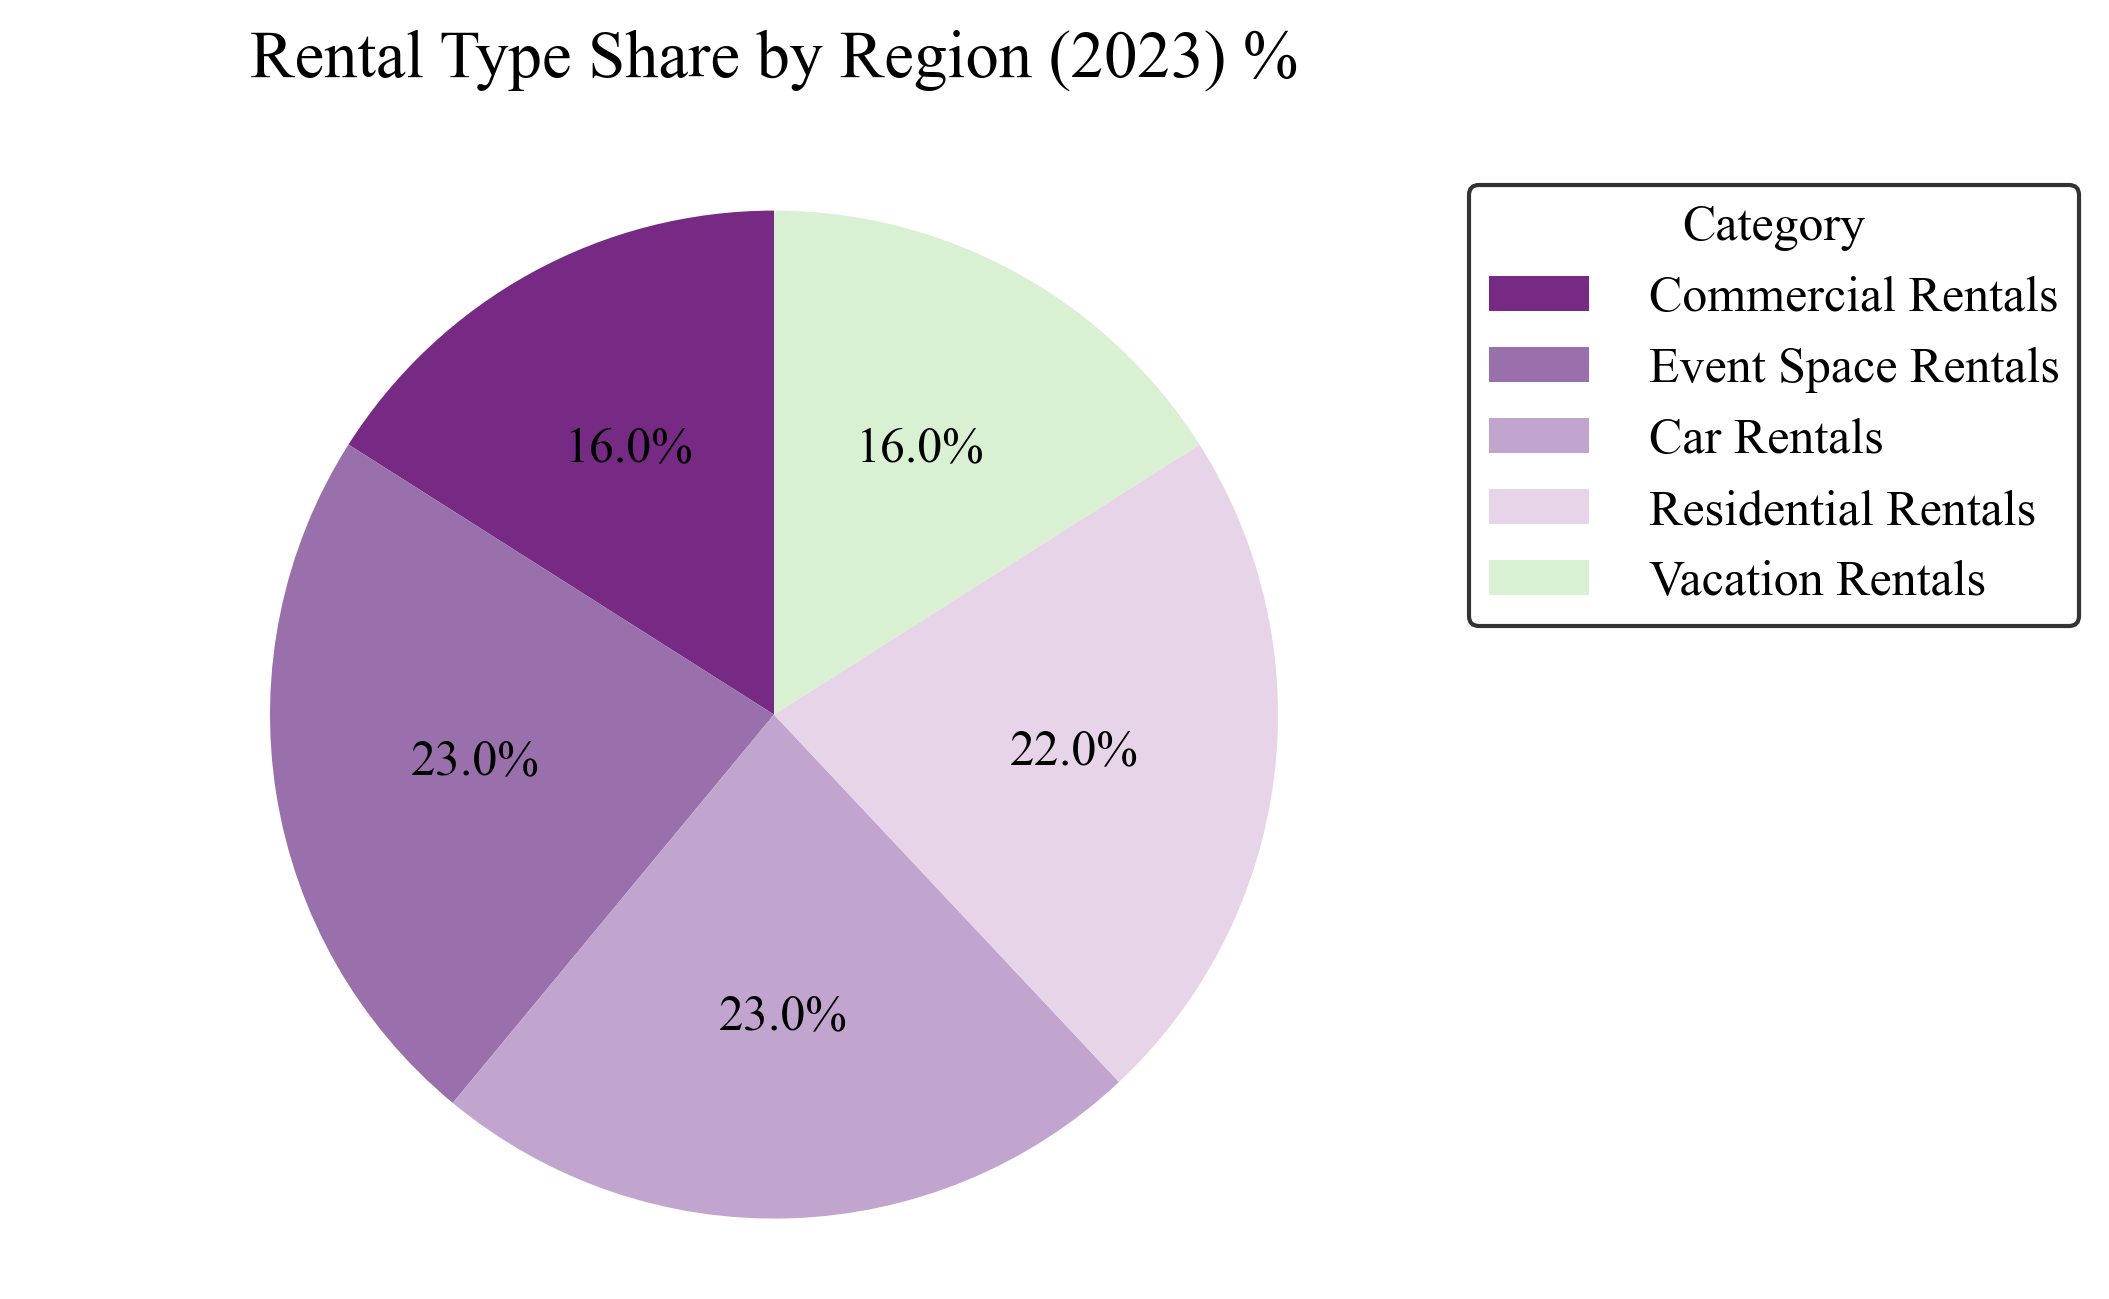 Rental Type Share by Region (2023) %
Category
Commercial Rentals
Event Space Rentals
Car Rentals
Residential Rentals
Vacation Rentals
16.0%
16.0%
23.0%
22.0%
23.0%